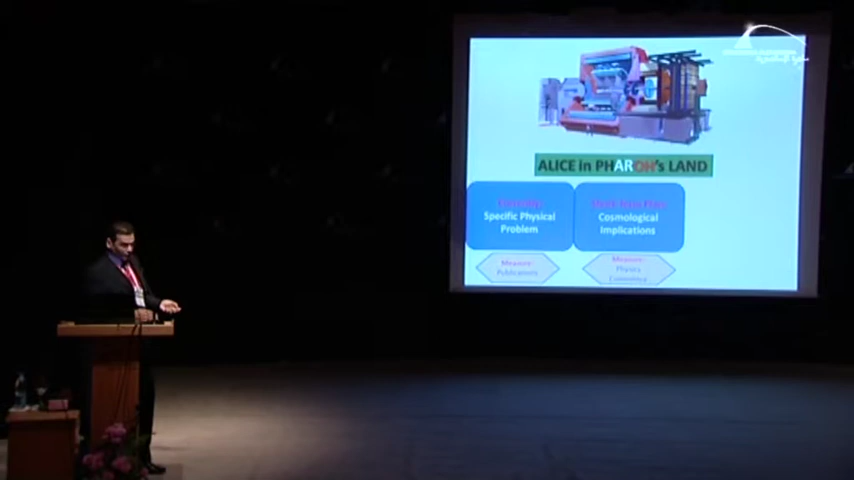 ALICE in PHAROH's LAND
Specific Physical
Problem
Cosmological
Implications
Measure:
Publications
Measure:
Physics